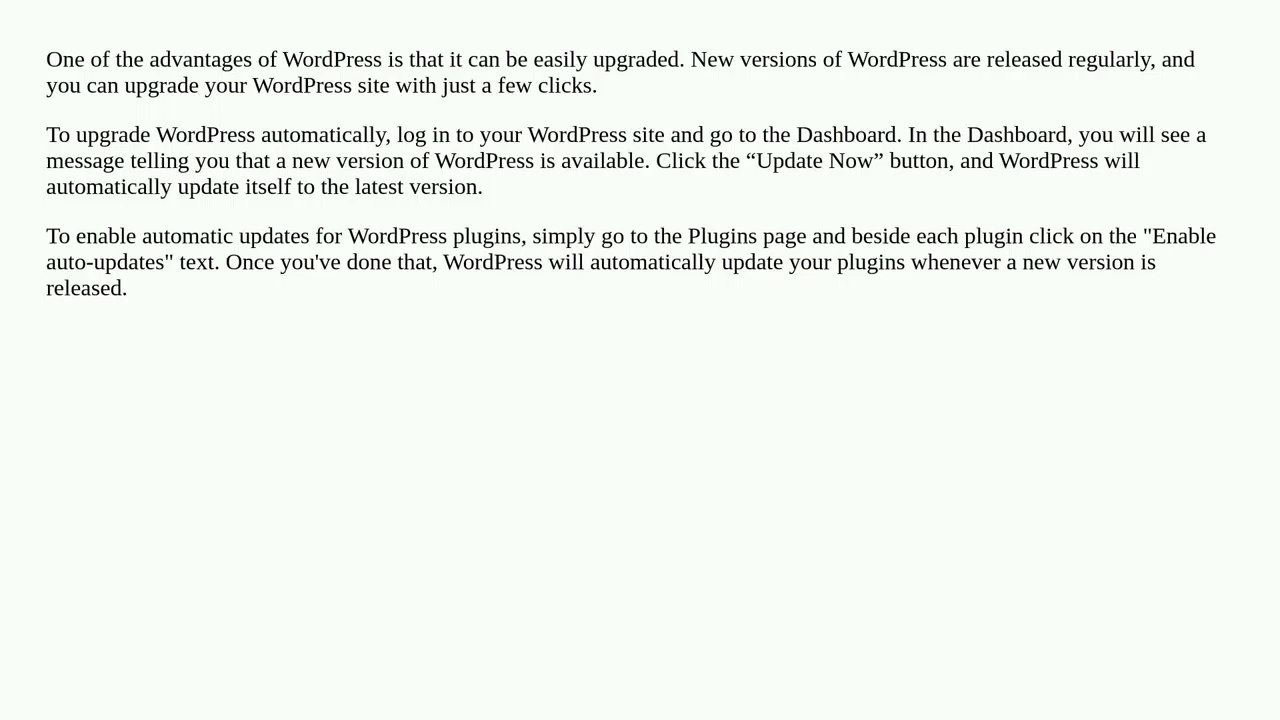 One of the advantages of WordPress is that it can be easily upgraded. New versions of WordPress are released regularly, and
you can upgrade your WordPress site with just a few clicks.
To upgrade WordPress automatically, log in to your WordPress site and go to the Dashboard. In the Dashboard, you will see a
message telling you that a new version of WordPress is available. Click the “Update Now” button, and WordPress will
automatically update itself to the latest version.
To enable automatic updates for WordPress plugins, simply go to the Plugins page and beside each plugin click on the "Enable
auto-updates" text. Once you've done that, WordPress will automatically update your plugins whenever a new version is
released.